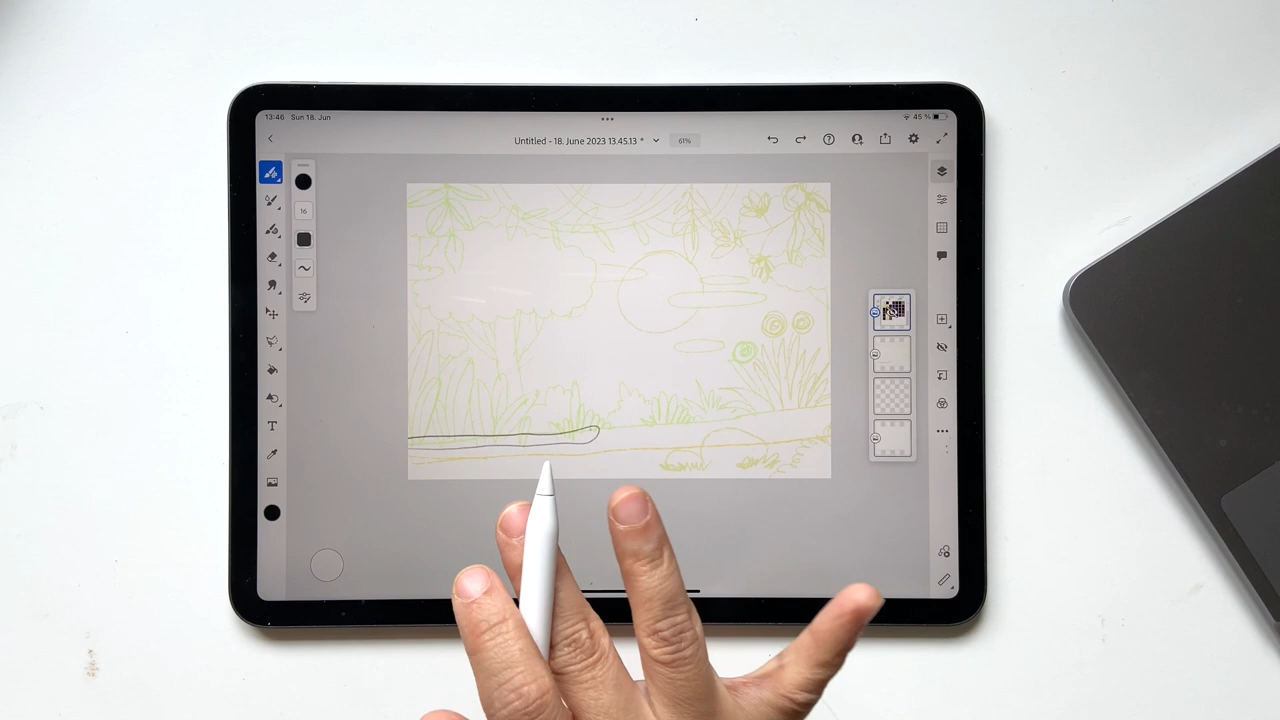 13:46 Sun 18. Jun
45 %
Untitled - 18. June 2023 13.45.13 *
61%
16
T